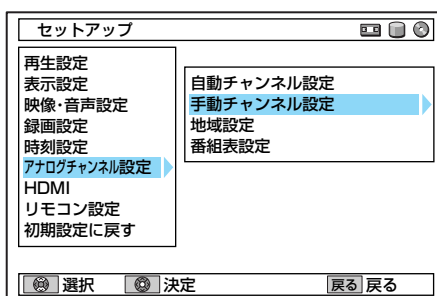 セットアップ
再生設定
表示設定
映像・音声設定
録画設定
時刻設定
アナログチャンネル設定
HDMI
リモコン設定
初期設定に戻す
自動チャンネル設定
手動チャンネル設定
地域設定
番組表設定
選択 決定 戻る 戻る